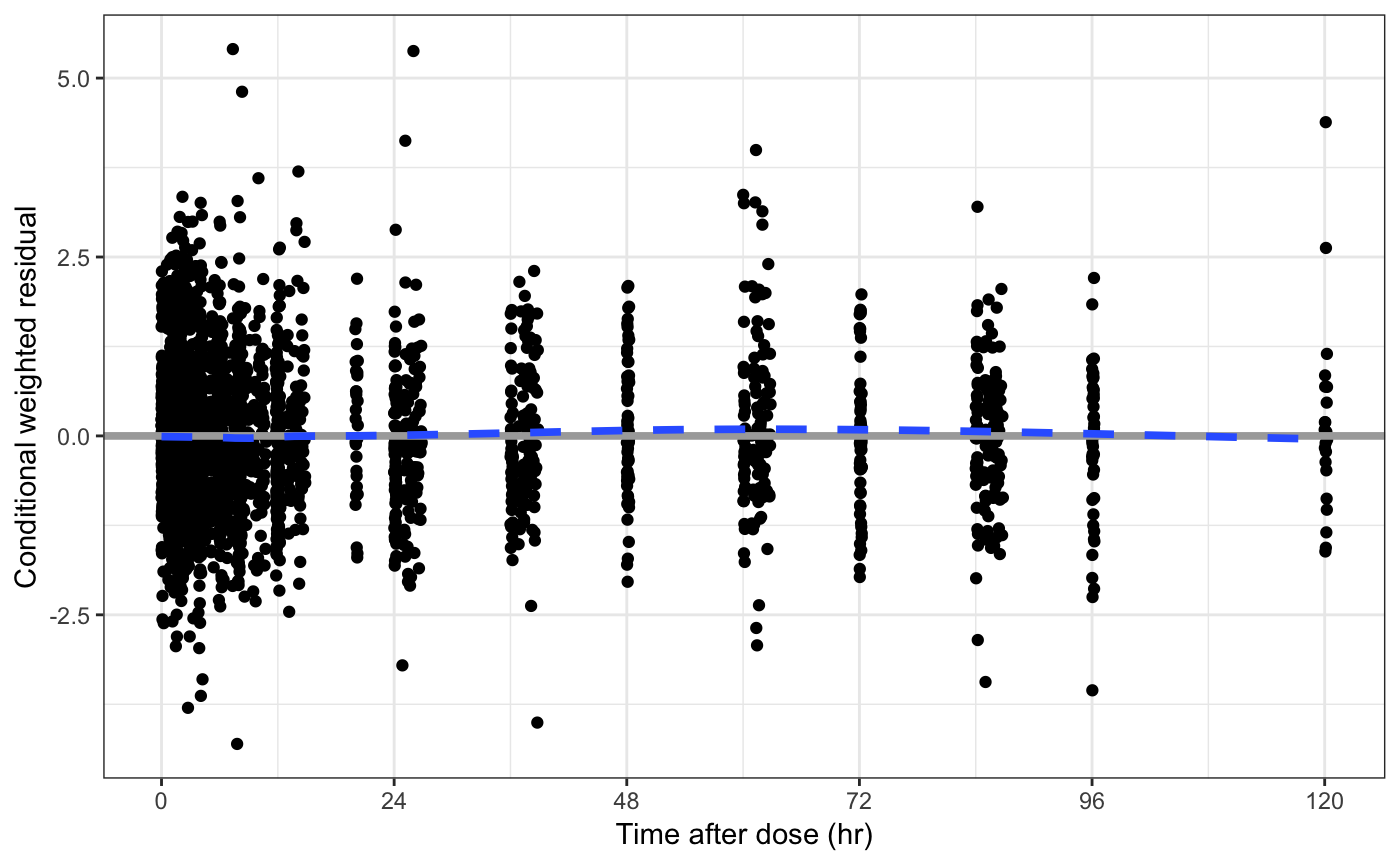 Conditional weighted residual
5.0
2.5
0.0
-2.5
0 24 48 72 96 120
Time after dose (hr)